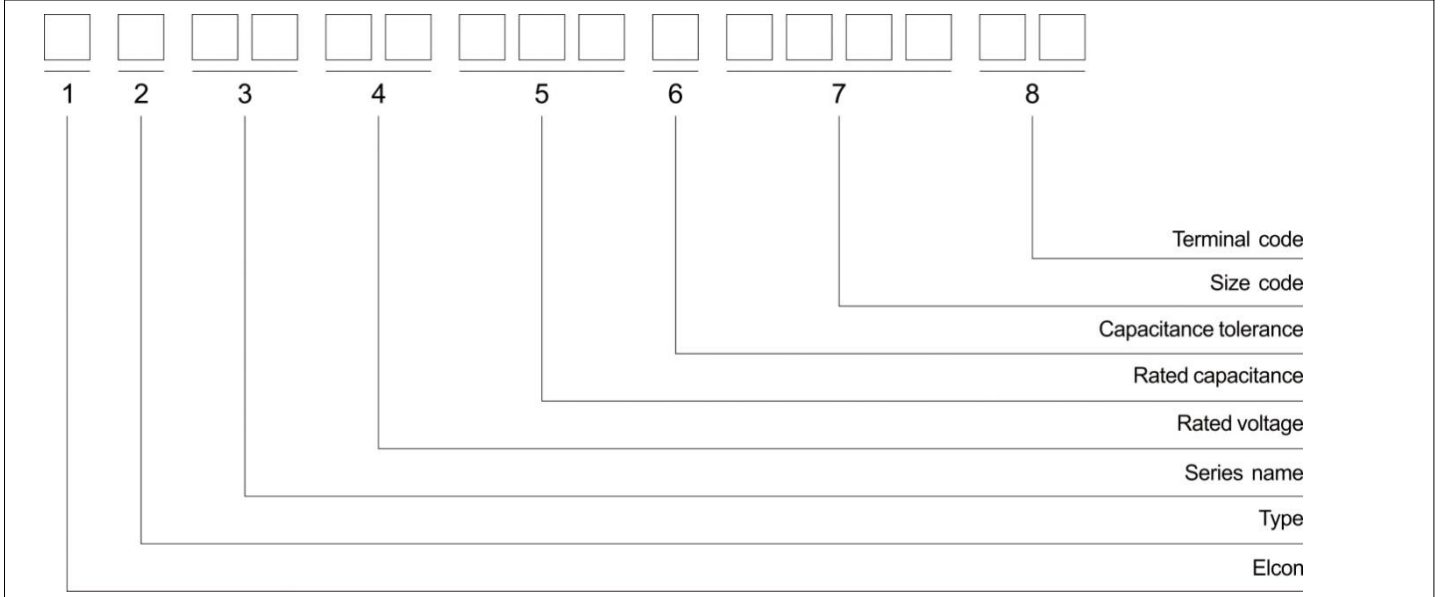 1 2 3 4 5 6 7 8
Terminal code
Size code
Capacitance tolerance
Rated capacitance
Rated voltage
Series name
Type
Elcon